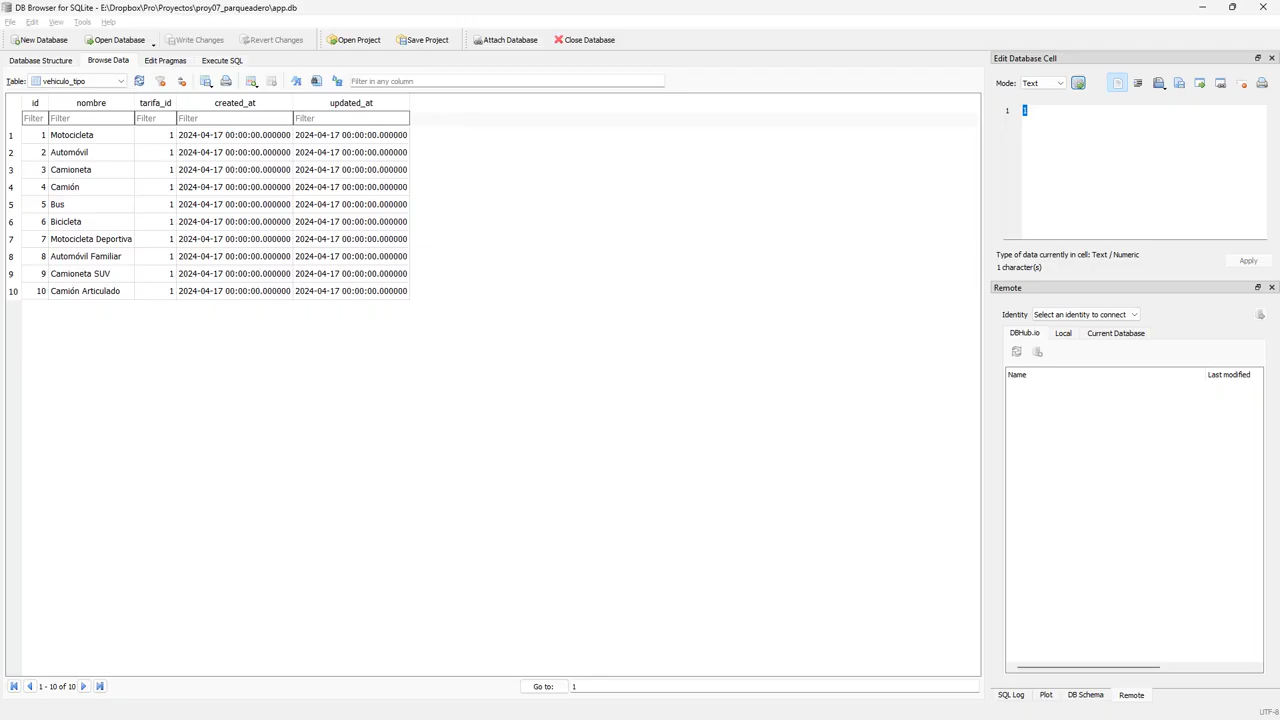 DB Browser for SQLite - E:\Dropbox\Pro\Proyectos\proy07_parqueadero\app.db
File Edit View Tools Help
New Database Open Database Write Changes Revert Changes Open Project Save Project Attach Database Close Database
Database Structure Browse Data Edit Pragmas Execute SQL
Table: vehiculo_tipo Filter in any column
id nombre tarifa_id created_at updated_at
Filter Filter Filter Filter Filter
1 1 Motocicleta 1 2024-04-17 00:00:00.000000 2024-04-17 00:00:00.000000
2 2 Automóvil 1 2024-04-17 00:00:00.000000 2024-04-17 00:00:00.000000
3 3 Camioneta 1 2024-04-17 00:00:00.000000 2024-04-17 00:00:00.000000
4 4 Camión 1 2024-04-17 00:00:00.000000 2024-04-17 00:00:00.000000
5 5 Bus 1 2024-04-17 00:00:00.000000 2024-04-17 00:00:00.000000
6 6 Bicicleta 1 2024-04-17 00:00:00.000000 2024-04-17 00:00:00.000000
7 7 Motocicleta Deportiva 1 2024-04-17 00:00:00.000000 2024-04-17 00:00:00.000000
8 8 Automóvil Familiar 1 2024-04-17 00:00:00.000000 2024-04-17 00:00:00.000000
9 9 Camioneta SUV 1 2024-04-17 00:00:00.000000 2024-04-17 00:00:00.000000
10 10 Camión Articulado 1 2024-04-17 00:00:00.000000 2024-04-17 00:00:00.000000
1 - 10 of 10 Go to: 1
Edit Database Cell
Mode: Text
1 1
Type of data currently in cell: Text / Numeric
1 character(s)
Apply
Remote
Identity Select an identity to connect
DBHub.io Local Current Database
Name Last modified
SQL Log Plot DB Schema Remote
UTF-8